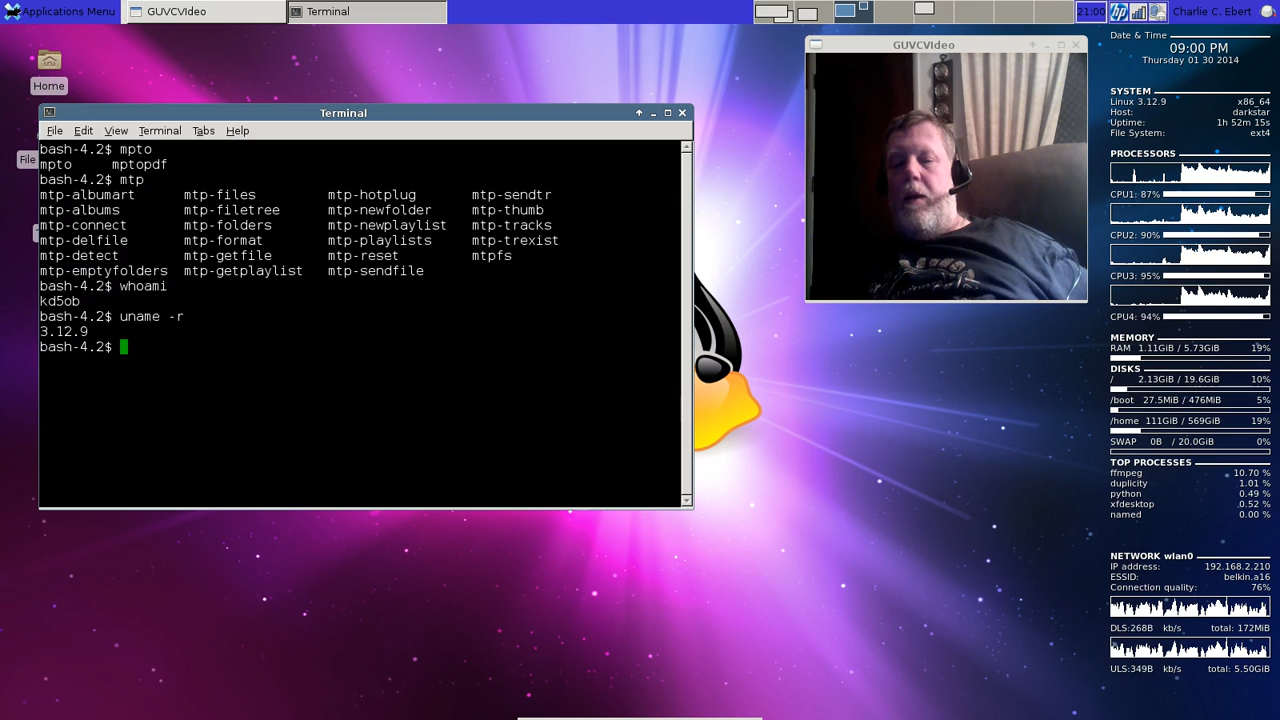 Applications Menu
GUVCVIdeo
Terminal
21:00
Charlie C. Ebert
Home
File
Terminal
File Edit View Terminal Tabs Help
bash-4.2$ mpto
mpto mptopdf
bash-4.2$ mtp
mtp-albumart mtp-files mtp-hotplug mtp-sendtr
mtp-albums mtp-filetree mtp-newfolder mtp-thumb
mtp-connect mtp-folders mtp-newplaylist mtp-tracks
mtp-delfile mtp-format mtp-playlists mtp-trexist
mtp-detect mtp-getfile mtp-reset mtpfs
mtp-emptyfolders mtp-getplaylist mtp-sendfile
bash-4.2$ whoami
kd5ob
bash-4.2$ uname -r
3.12.9
bash-4.2$
GUVCVIdeo
Date & Time
09:00 PM
Thursday 01 30 2014
SYSTEM
Linux 3.12.9 x86_64
Host: darkstar
Uptime: 1h 52m 15s
File System: ext4
PROCESSORS
CPU1: 87%
CPU2: 90%
CPU3: 95%
CPU4: 94%
MEMORY
RAM 1.11GiB / 5.73GiB 19%
DISKS
/ 2.13GiB / 19.6GiB 10%
/boot 27.5MiB / 476MiB 5%
/home 111GiB / 569GiB 19%
SWAP 0B / 20.0GiB 0%
TOP PROCESSES
ffmpeg 10.70 %
duplicity 1.01 %
python 0.49 %
xfdesktop 0.52 %
named 0.00 %
NETWORK wlan0
IP address: 192.168.2.210
ESSID: belkin.a16
Connection quality: 76%
DLS:268B kb/s total: 172MiB
ULS:349B kb/s total: 5.50GiB